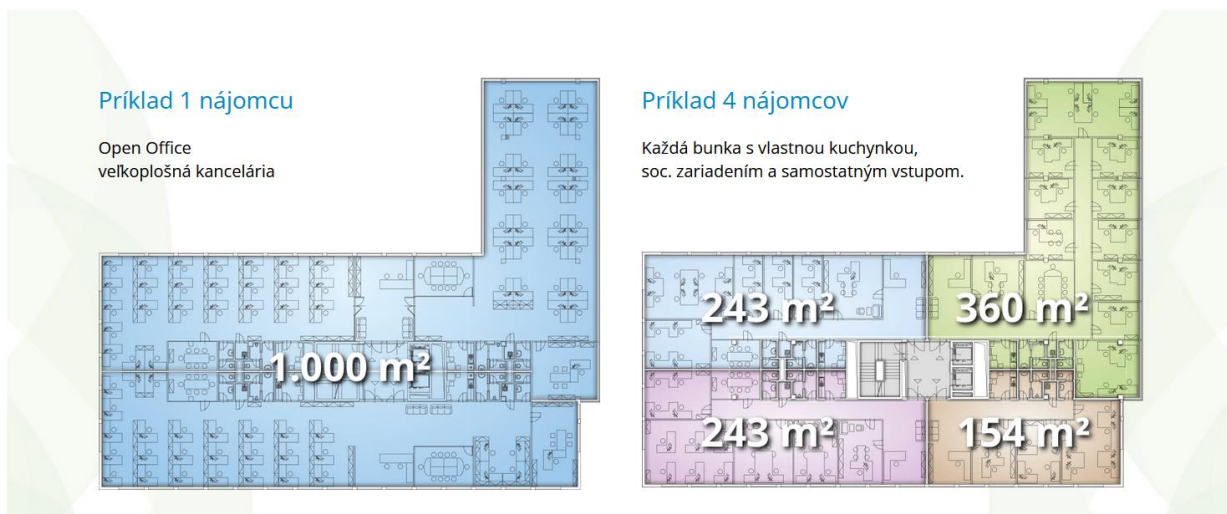 Príklad 1 nájomcu
Open Office
veľkoplošná kancelária
1.000 m²
Príklad 4 nájomcov
Každá bunka s vlastnou kuchynkou,
soc. zariadením a samostatným vstupom.
243 m²
360 m²
243 m²
154 m²